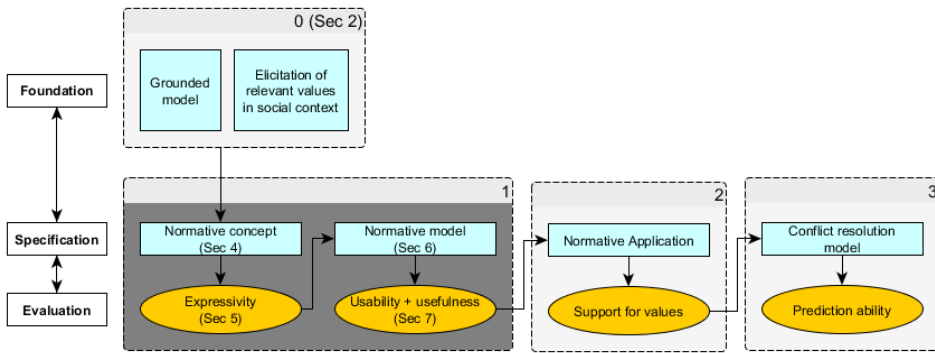 0 (Sec 2)
Grounded
model
Elicitation of
relevant values
in social context
Foundation
Specification
Evaluation
1
Normative concept
(Sec 4)
Normative model
(Sec 6)
Expressivity
(Sec 5)
Usability + usefulness
(Sec 7)
2
Normative Application
Support for values
3
Conflict resolution
model
Prediction ability